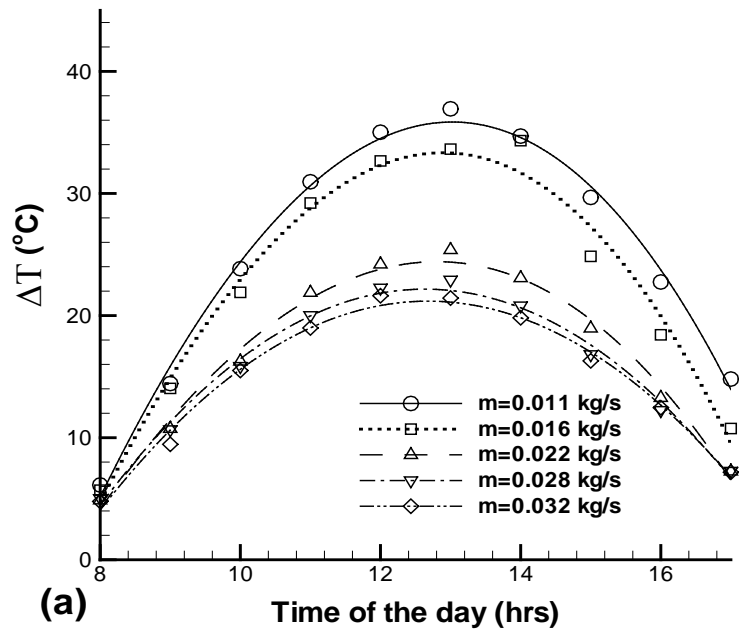 40
30
20
10
0
ΔT (°C)
m=0.011 kg/s
m=0.016 kg/s
m=0.022 kg/s
m=0.028 kg/s
m=0.032 kg/s
8 10 12 14 16
(a) Time of the day (hrs)